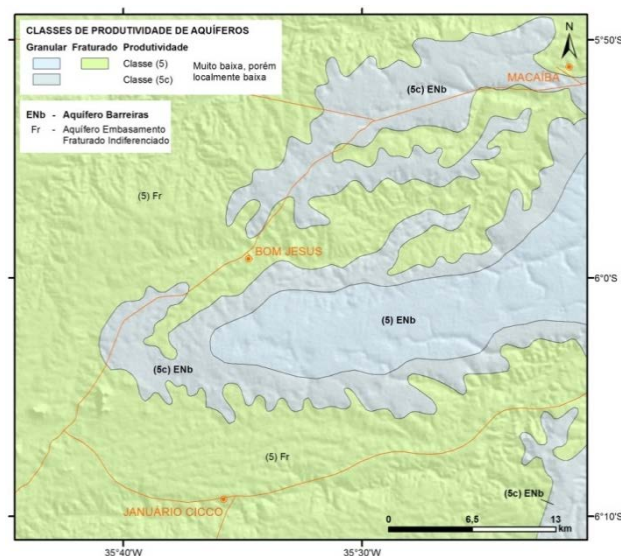 CLASSES DE PRODUTIVIDADE DE AQUÍFEROS
Granular Fraturado Produtividade
Classe (5)
Classe (5c)
Muito baixa, porém
localmente baixa
ENb - Aquífero Barreiras
Fr - Aquífero Embasamento
Fraturado Indiferenciado
N
5°50'S
MACAÍBA
(5c) ENb
(5) Fr
BOM JESUS
6°0'S
(5) ENb
(5c) ENb
(5) Fr
(5c) ENb
JANUÁRIO CICCO
0 6,5 13
km
6°10'S
35°40'W 35°30'W